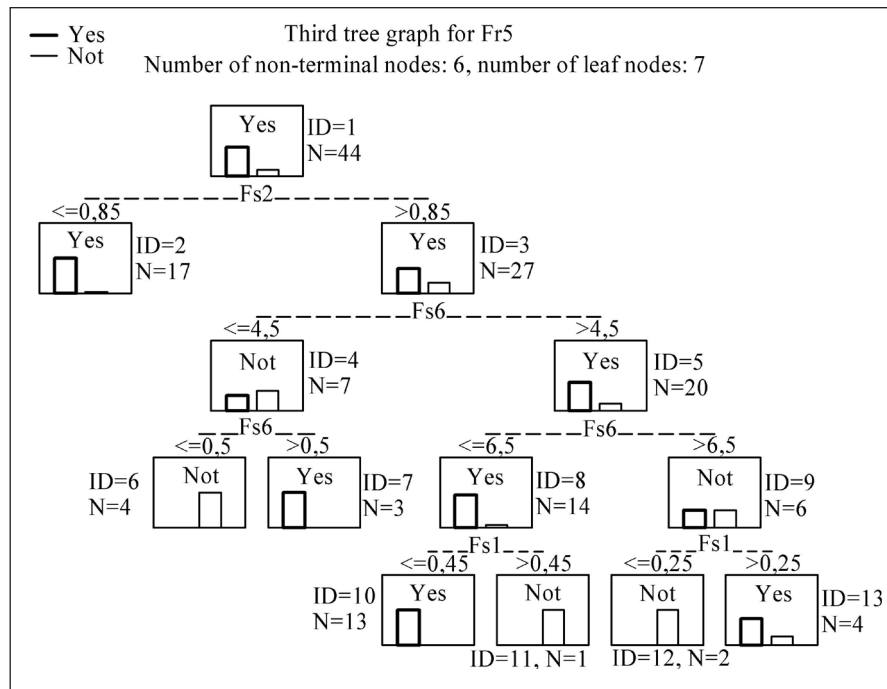 Yes
Not
Third tree graph for Fr5
Number of non-terminal nodes: 6, number of leaf nodes: 7
Yes
ID=1
N=44
Fs2
<=0,85
>0,85
Yes
ID=2
N=17
Yes
ID=3
N=27
Fs6
<=4,5
>4,5
Not
ID=4
N=7
Yes
ID=5
N=20
Fs6
Fs6
<=0,5
>0,5
<=6,5
>6,5
ID=6
N=4
Not
Yes
ID=7
N=3
Yes
ID=8
N=14
Not
ID=9
N=6
Fs1
Fs1
<=0,45
>0,45
<=0,25
>0,25
ID=10
N=13
Yes
Not
ID=11, N=1
Not
ID=12, N=2
Yes
ID=13
N=4